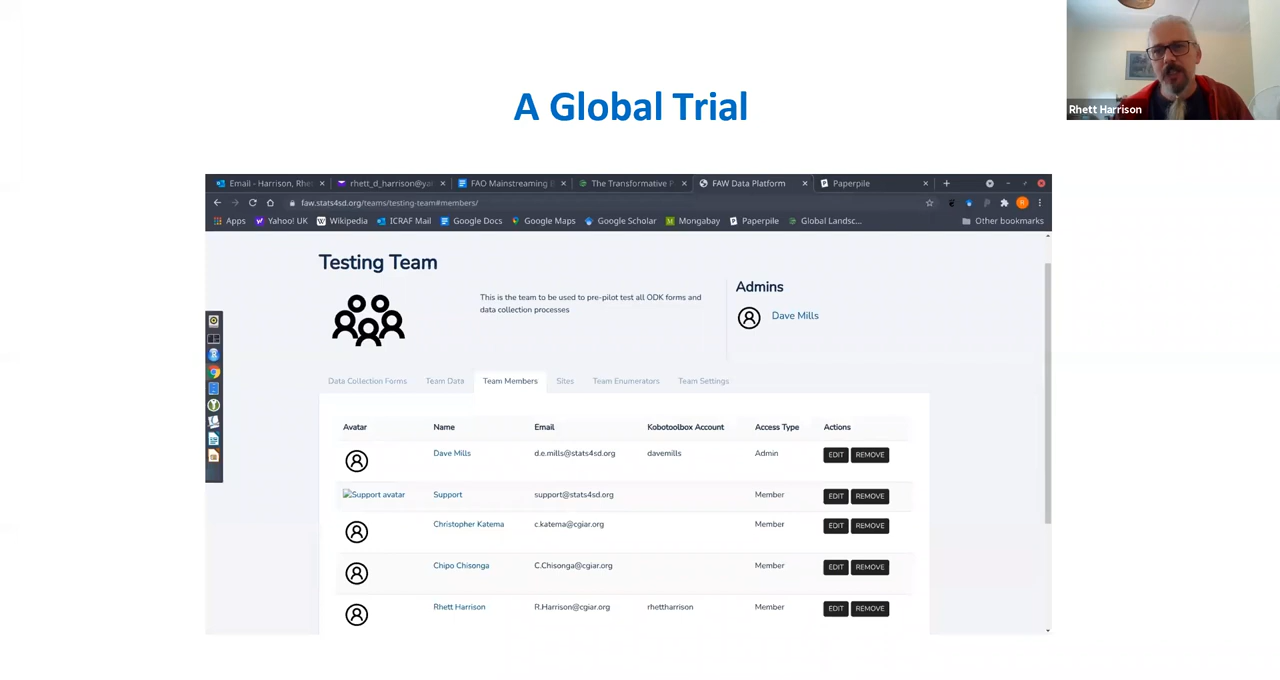 Rhett Harrison
A Global Trial
Email - Harrison, Rhe
rhett_d_harrison@ya
FAO Mainstreaming E
The Transformative P
FAW Data Platform
Paperpile
faw.stats4sd.org/teams/testing-team#members/
Apps Yahoo! UK Wikipedia ICRAF Mail Google Docs Google Maps Google Scholar Mongabay Paperpile Global Landsc... Other bookmarks
Testing Team
This is the team to be used to pre-pilot test all ODK forms and
data collection processes
Admins
Dave Mills
Data Collection Forms Team Data Team Members Sites Team Enumerators Team Settings
Avatar Name Email Kobotoolbox Account Access Type Actions
Dave Mills d.e.mills@stats4sd.org davemills Admin EDIT REMOVE
Support avatar Support support@stats4sd.org Member EDIT REMOVE
Christopher Katema c.katema@cgiar.org Member EDIT REMOVE
Chipo Chisonga C.Chisonga@cgiar.org Member EDIT REMOVE
Rhett Harrison R.Harrison@cgiar.org rhettharrison Member EDIT REMOVE